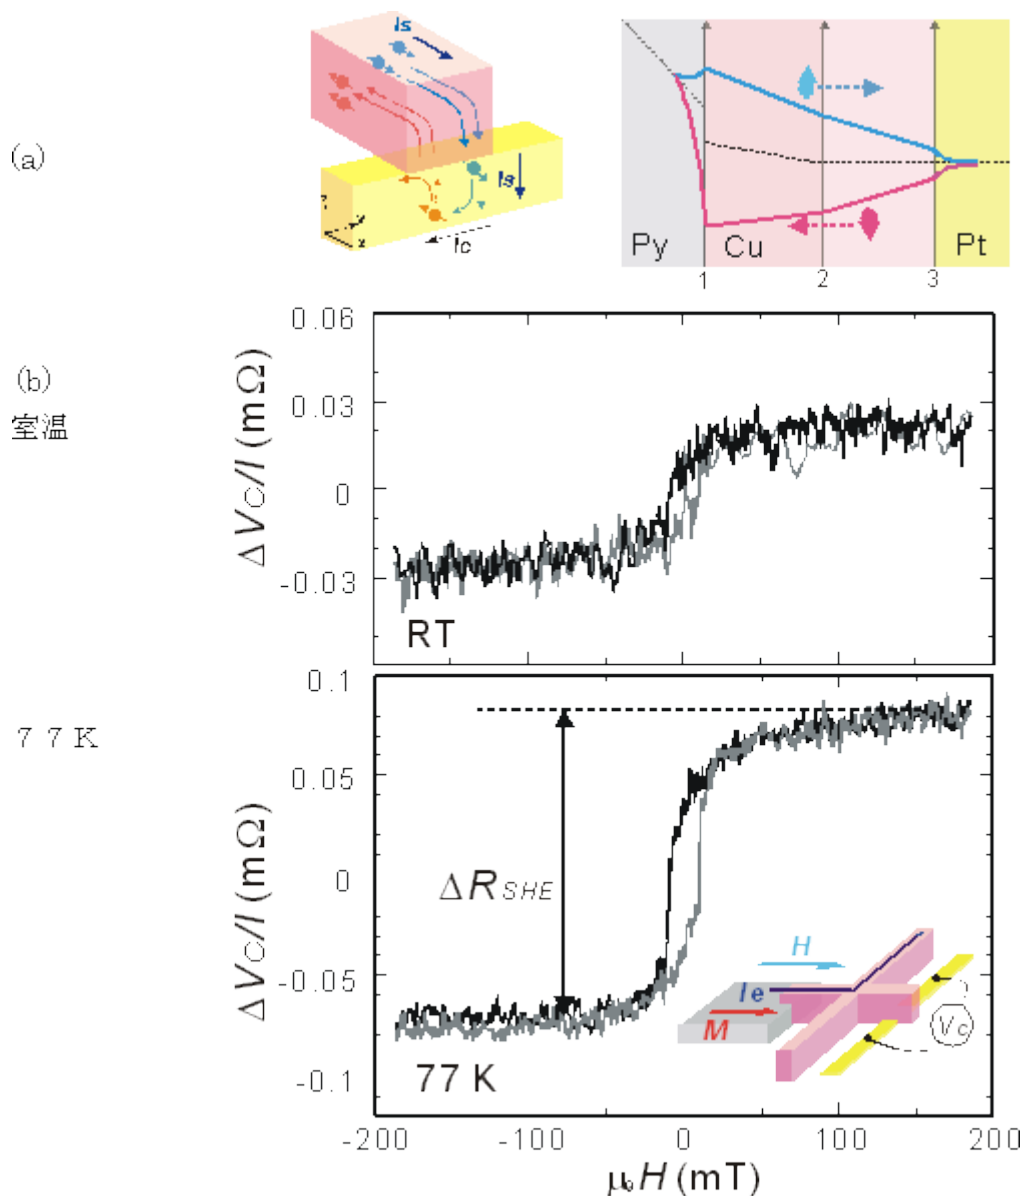 (a)
Is
Is
Ic
z
y
x
Py
Cu
Pt
1
2
3
(b)
室温
0.06
0.03
0
-0.03
ΔVC/I (mΩ)
RT
77K
0.1
0.05
0
-0.05
-0.1
ΔVC/I (mΩ)
ΔRSHE
H
Ie
M
Vc
77 K
-200
-100
0
100
200
μ₀H (mT)